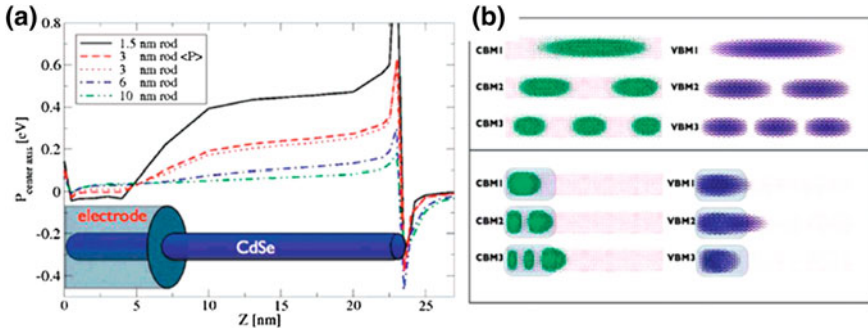 (a)
0.8
0.6
0.4
0.2
0
-0.2
-0.4
P center axis [eV]
1.5 nm rod
3 nm rod <P>
3 nm rod
6 nm rod
10 nm rod
electrode
CdSe
0 5 10 15 20 25
Z [nm]
(b)
CBM1 VBM1
CBM2 VBM2
CBM3 VBM3
CBM1 VBM1
CBM2 VBM2
CBM3 VBM3